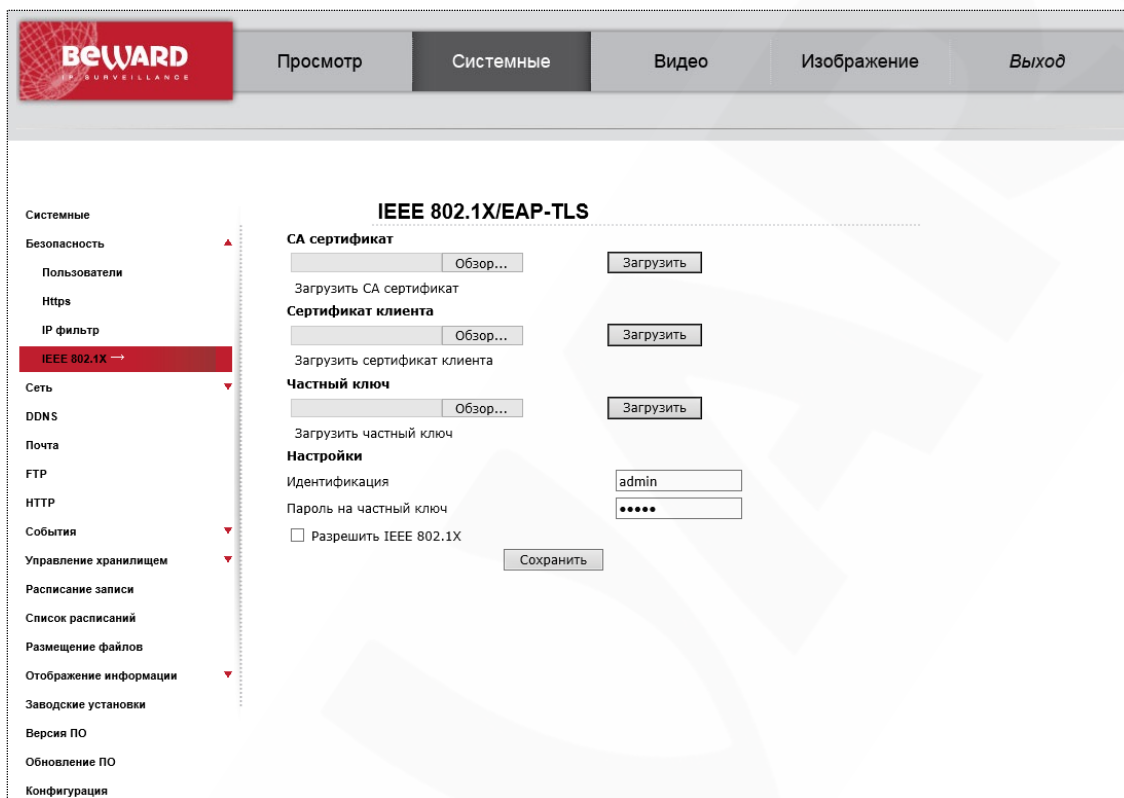 BEWARD
IP SURVEILLANCE
Просмотр Системные Видео Изображение Выход
Системные
Безопасность
Пользователи
Https
IP фильтр
IEEE 802.1X →
Сеть
DDNS
Почта
FTP
HTTP
События
Управление хранилищем
Расписание записи
Список расписаний
Размещение файлов
Отображение информации
Заводские установки
Версия ПО
Обновление ПО
Конфигурация
IEEE 802.1X/EAP-TLS
СА сертификат
Обзор... Загрузить
Загрузить СА сертификат
Сертификат клиента
Обзор... Загрузить
Загрузить сертификат клиента
Частный ключ
Обзор... Загрузить
Загрузить частный ключ
Настройки
Идентификация admin
Пароль на частный ключ •••••
Разрешить IEEE 802.1X
Сохранить